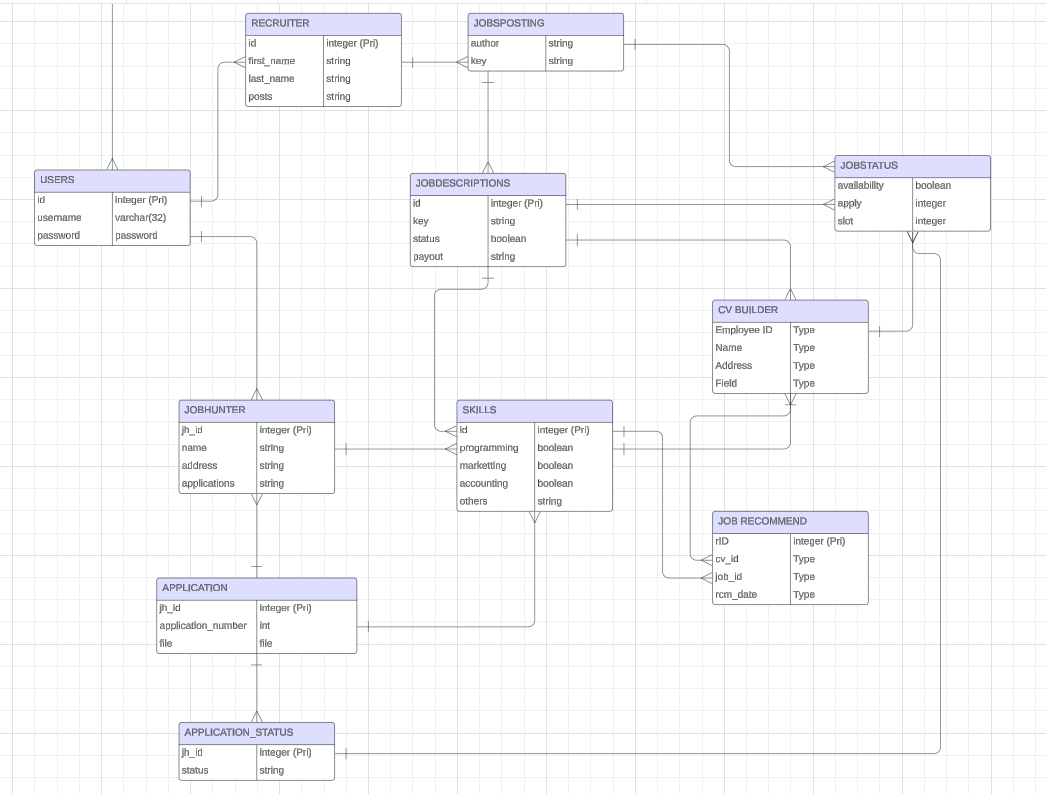 RECRUITER
id integer (Pri)
first_name string
last_name string
posts string
JOBSPOSTING
author string
key string
USERS
id integer (Pri)
username varchar(32)
password password
JOBDESCRIPTIONS
id integer (Pri)
key string
status boolean
payout string
JOBSTATUS
availability boolean
apply integer
slot integer
CV BUILDER
Employee ID Type
Name Type
Address Type
Field Type
JOBHUNTER
jh_id integer (Pri)
name string
address string
applications string
SKILLS
id integer (Pri)
programming boolean
marketting boolean
accounting boolean
others string
JOB RECOMMEND
rID integer (Pri)
cv_id Type
job_id Type
rcm_date Type
APPLICATION
jh_id integer (Pri)
application_number int
file file
APPLICATION_STATUS
jh_id integer (Pri)
status string